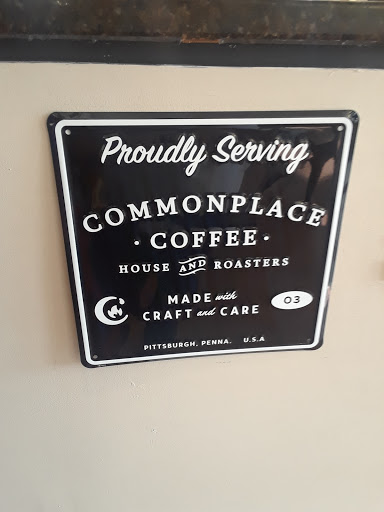 Proudly Serving
COMMONPLACE
· COFFEE ·
HOUSE AND ROASTERS
MADE with
CRAFT and CARE
03
PITTSBURGH, PENNA. U.S.A